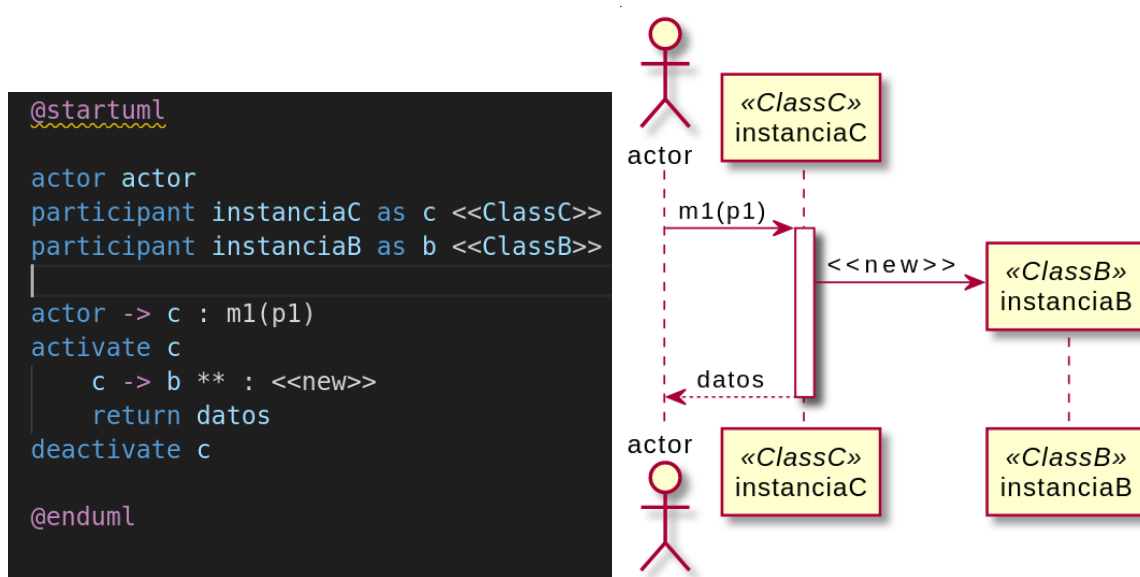 @startuml
actor actor
participant instanciaC as c <<ClassC>>
participant instanciaB as b <<ClassB>>
actor -> c : m1(p1)
activate c
c -> b ** : <<new>>
return datos
deactivate c
@enduml
actor
«ClassC»
instanciaC
m1(p1)
<<new>>
«ClassB»
instanciaB
datos
actor
«ClassC»
instanciaC
«ClassB»
instanciaB